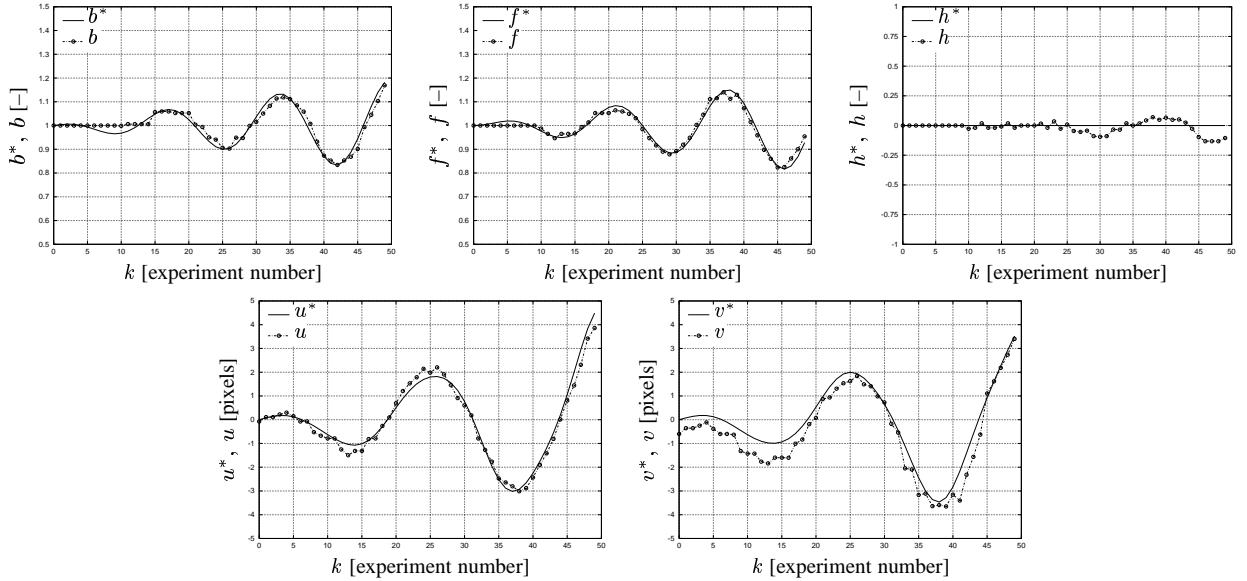 1.5
1.4
1.3
1.2
1.1
1.0
0.9
0.8
0.7
0.6
0.5
b*
b
b*, b [–]
0 5 10 15 20 25 30 35 40 45 50
k [experiment number]
1.5
1.4
1.3
1.2
1.1
1.0
0.9
0.8
0.7
0.6
0.5
f*
f
f*, f [–]
0 5 10 15 20 25 30 35 40 45 50
k [experiment number]
1
0.75
0.5
0.25
0
-0.25
-0.5
-0.75
-1
h*
h
h*, h [–]
0 5 10 15 20 25 30 35 40 45 50
k [experiment number]
5
4
3
2
1
0
-1
-2
-3
-4
-5
u*
u
u*, u [pixels]
0 5 10 15 20 25 30 35 40 45 50
k [experiment number]
5
4
3
2
1
0
-1
-2
-3
-4
-5
v*
v
v*, v [pixels]
0 5 10 15 20 25 30 35 40 45 50
k [experiment number]